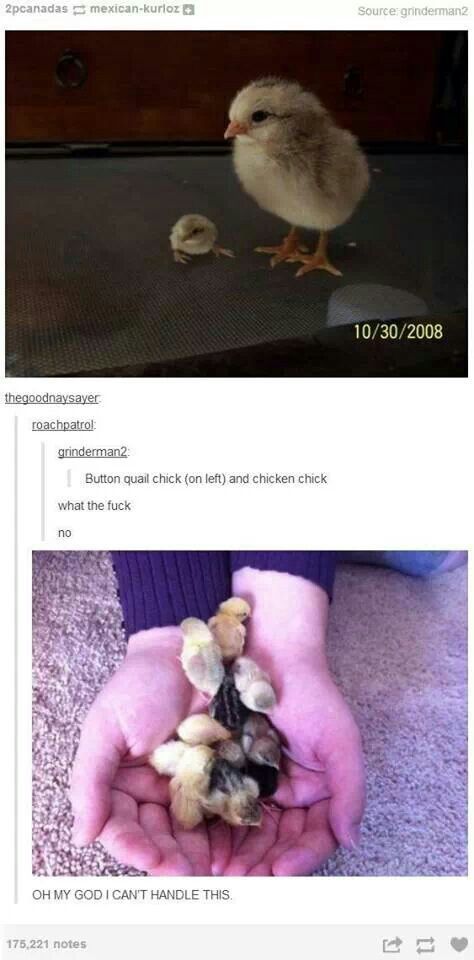 2pcanadas mexican-kurloz
Source: grinderman2
10/30/2008
thegoodnaysayer:
roachpatrol:
grinderman2:
Button quail chick (on left) and chicken chick
what the fuck
no
OH MY GOD I CAN'T HANDLE THIS.
175,221 notes